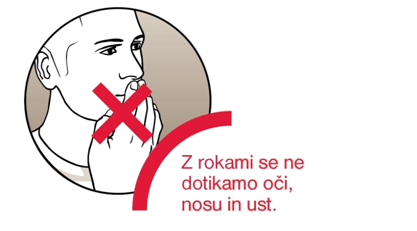 Z rokami se ne
dotikamo oči,
nosu in ust.